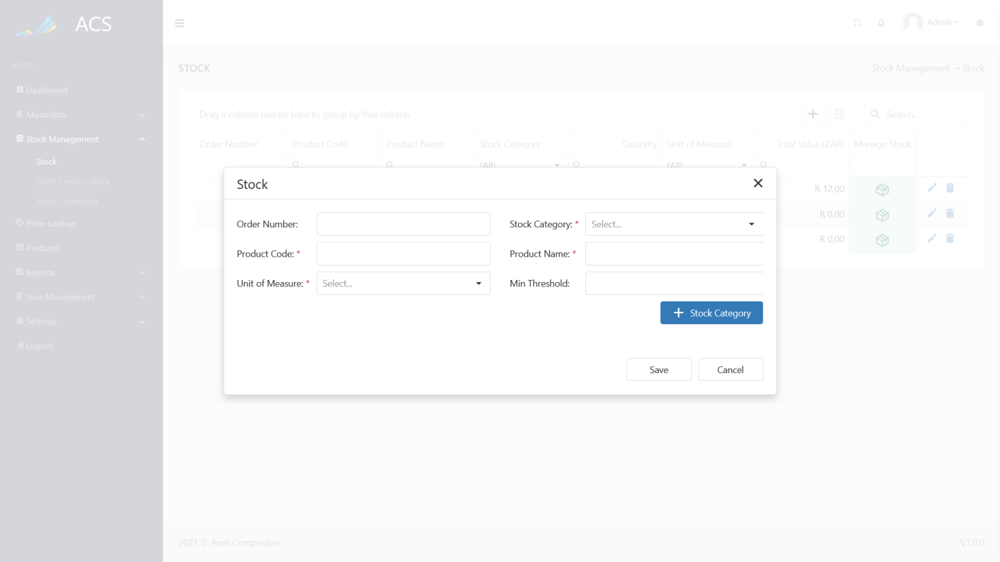 ACS
Admin
MENU
STOCK
Stock Management → Stock
Dashboard
Masterlists
Stock Management
Stock
Profit Centers Stock
Stock Correction
Price-Lookup
Products
Reports
User Management
Settings
Logout
Drag a column header here to group by that column
Search...
Order Number Product Code Product Name Stock Category Quantity Unit of Measure Total Value (ZAR) Manage Stock
(All) (All)
R 12,00
R 0,00
R 0,00
Stock
Order Number: Stock Category: * Select...
Product Code: * Product Name: *
Unit of Measure: * Select... Min Threshold:
Stock Category
Save Cancel
2021 © Amfi Composites. V1.0.0